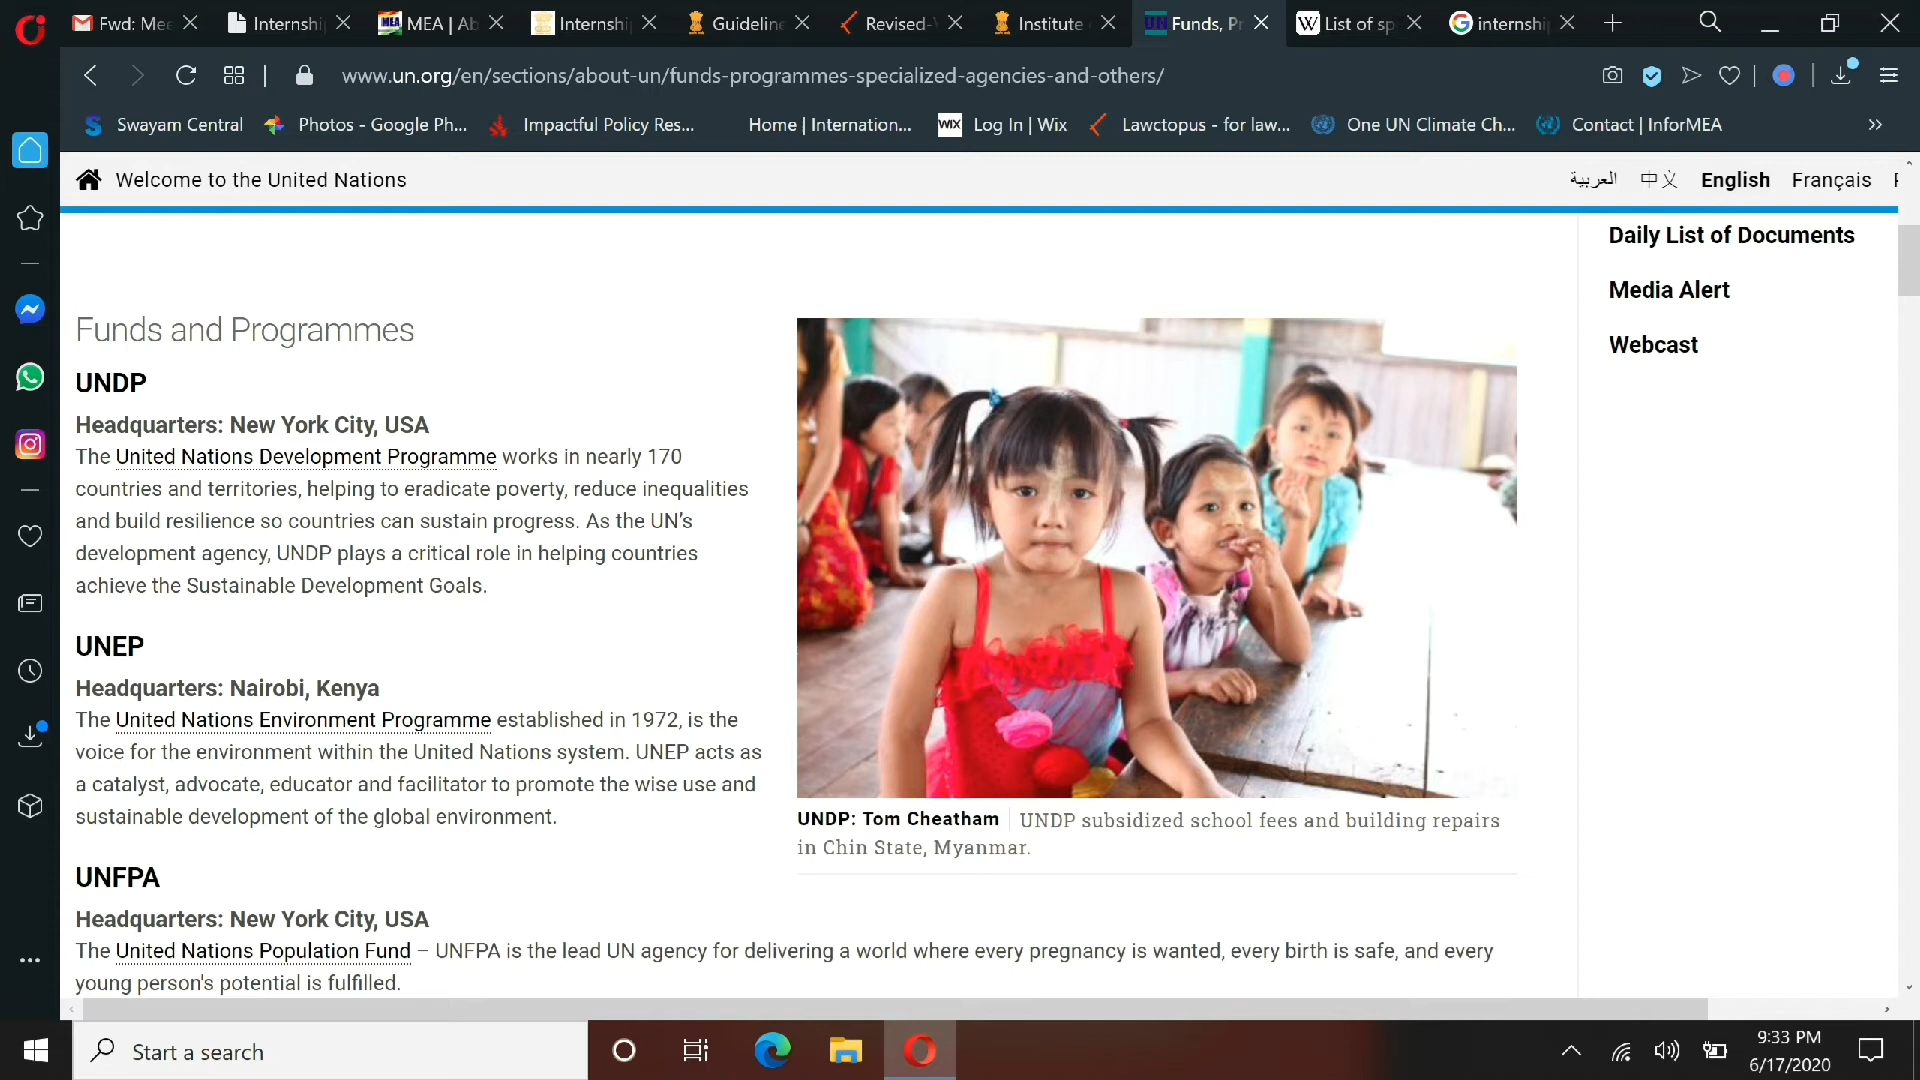 Fwd: Mee
Internship
MEA | Ab
Internship
Guideline
Revised-
Institute
Funds, Pr
List of sp
internshi
www.un.org/en/sections/about-un/funds-programmes-specialized-agencies-and-others/
Swayam Central
Photos - Google Ph...
Impactful Policy Res...
Home | Internation...
WIX Log In | Wix
Lawctopus - for law...
One UN Climate Ch...
Contact | InforMEA
Welcome to the United Nations
العربية
中文
English
Français
Daily List of Documents
Media Alert
Webcast
Funds and Programmes
UNDP
Headquarters: New York City, USA
The United Nations Development Programme works in nearly 170
countries and territories, helping to eradicate poverty, reduce inequalities
and build resilience so countries can sustain progress. As the UN’s
development agency, UNDP plays a critical role in helping countries
achieve the Sustainable Development Goals.
UNEP
Headquarters: Nairobi, Kenya
The United Nations Environment Programme established in 1972, is the
voice for the environment within the United Nations system. UNEP acts as
a catalyst, advocate, educator and facilitator to promote the wise use and
sustainable development of the global environment.
UNDP: Tom Cheatham UNDP subsidized school fees and building repairs
in Chin State, Myanmar.
UNFPA
Headquarters: New York City, USA
The United Nations Population Fund – UNFPA is the lead UN agency for delivering a world where every pregnancy is wanted, every birth is safe, and every
young person's potential is fulfilled.
Start a search
9:33 PM
6/17/2020